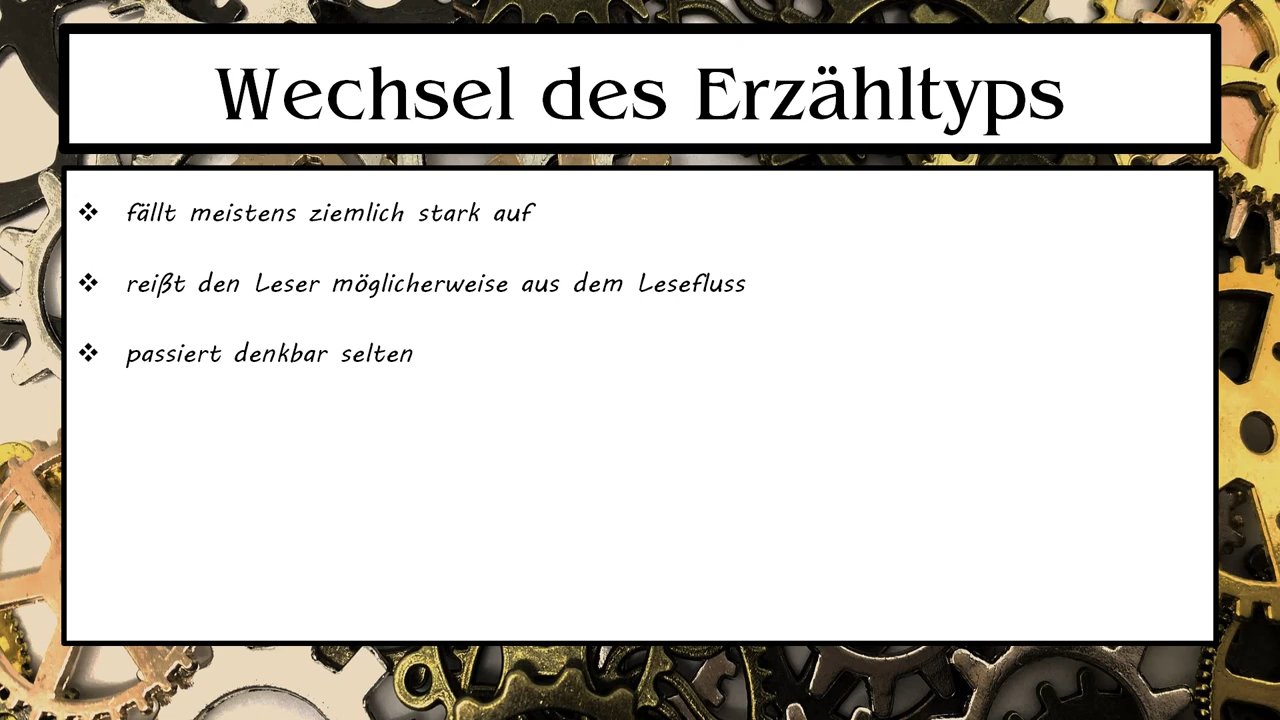 Wechsel des Erzähltyps
❖ fällt meistens ziemlich stark auf
❖ reißt den Leser möglicherweise aus dem Lesefluss
❖ passiert denkbar selten